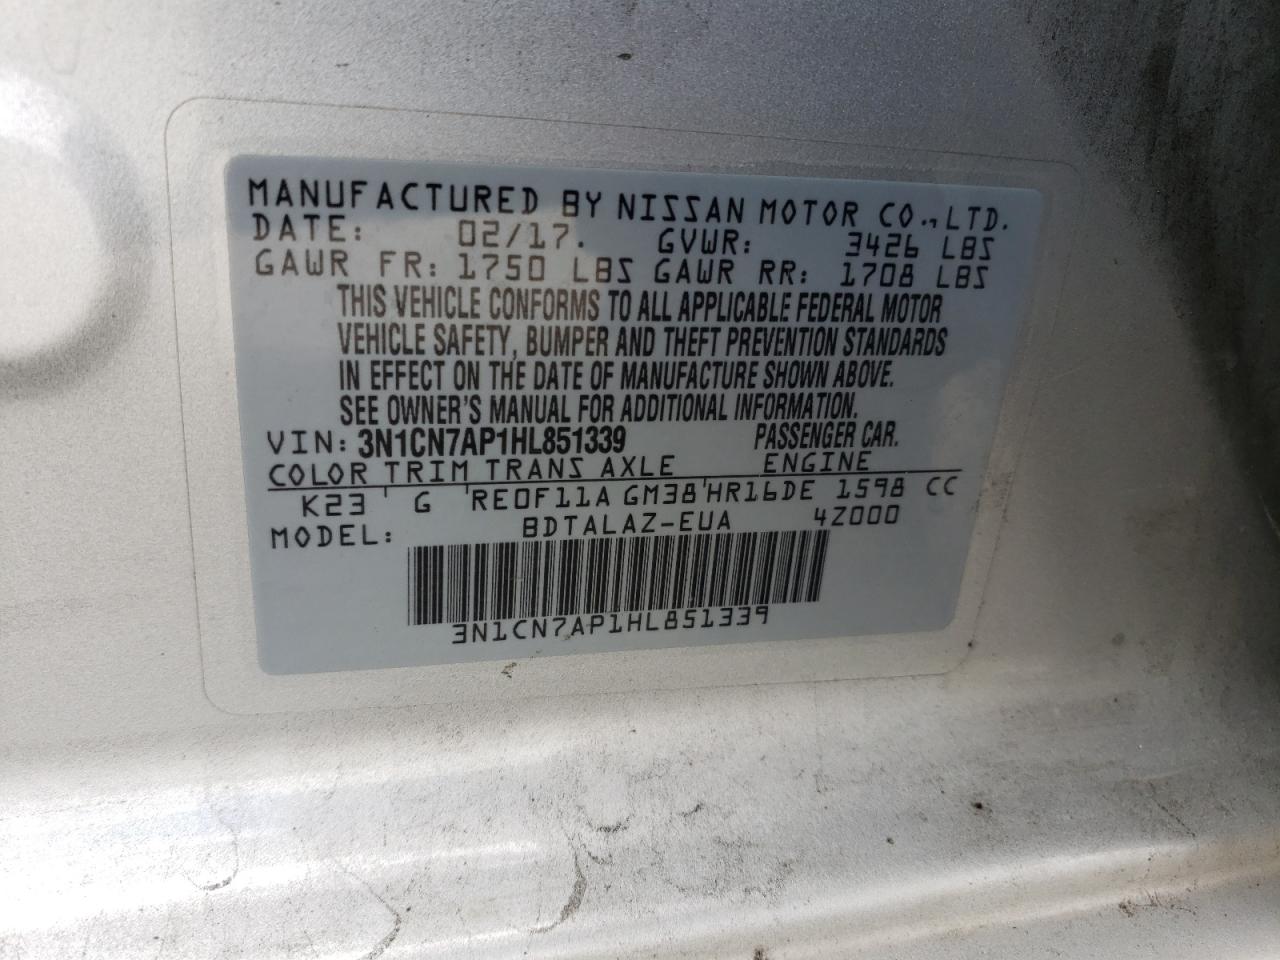 MANUFACTURED BY NISSAN MOTOR CO., LTD.
DATE: 02/17. GVWR: 3426 LBS
GAWR FR: 1750 LBS GAWR RR: 1708 LBS
THIS VEHICLE CONFORMS TO ALL APPLICABLE FEDERAL MOTOR
VEHICLE SAFETY, BUMPER AND THEFT PREVENTION STANDARDS
IN EFFECT ON THE DATE OF MANUFACTURE SHOWN ABOVE.
SEE OWNER'S MANUAL FOR ADDITIONAL INFORMATION.
VIN: 3N1CN7AP1HL851339 PASSENGER CAR.
COLOR TRIM TRANS AXLE ENGINE
K23 ' G 'RE0F11A GM38'HR16DE 1598 CC
MODEL: BDTALAZ-EUA 4Z000
3N1CN7AP1HL851339